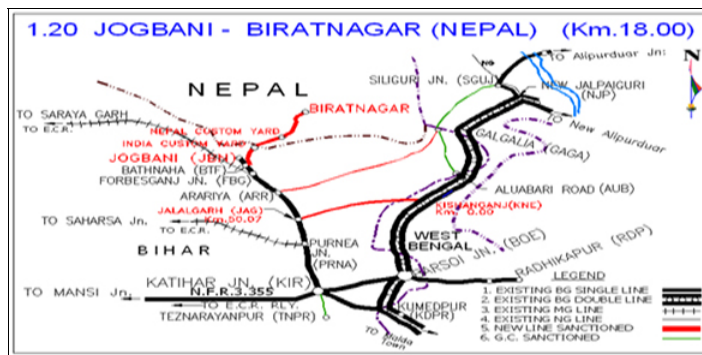 1.20 JOGBANI - BIRATNAGAR (NEPAL) (Km.18.00)
TO Alipurduar Jn:
NG
SILIGUR JN. (SGUJ)
N
NEPAL
NEW JALPAIGURI
(NJP)
TO SARAYA GARH
TO E.C.R.
BIRATNAGAR
TO New Alipurduar
NEPAL CUSTOM YARD
INDIA CUSTOM YARD
GALGALIA (GAGA)
JOGBANI (JBN)
BATHNAHA (BTF)
FORBESGANJ JN. (FBG)
ARARIYA (ARR)
ALUABARI ROAD (AUB)
JALALGARH (JAG)
Km.50.07
KISHANGANJ(KNE)
Km. 0.00
TO SAHARSA Jn.
TO E.C.R.
WEST
BENGAL
BIHAR
PURNEA
JN.
(PRNA)
BARSOI JN. (BOE)
RADHIKAPUR (RDP)
KATIHAR JN. (KIR)
LEGEND
TO MANSI Jn.
N.F.R.3.355
TO E.C.R. RLY.
TEZNARAYANPUR (TNPR)
KUMEDPUR
(KDPR)
TO Malda
Town
1. EXISTING BG SINGLE LINE
2. EXISTING BG DOUBLE LINE
3. EXISTING MG LINE
4. EXISTING NG LINE
5. NEW LINE SANCTIONED
6. G.C. SANCTIONED